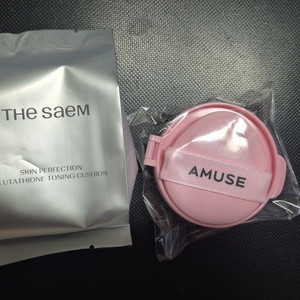 THE SAEM
SKIN PERFECTION
GLUTATHIONE TONING CUSHION
AMUSE